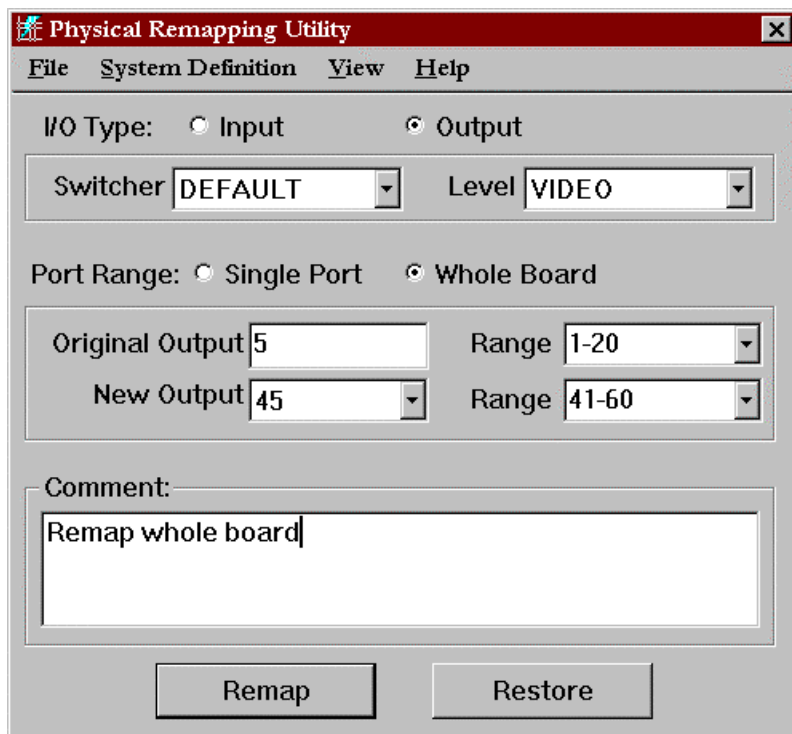 Physical Remapping Utility
File System Definition View Help
I/O Type: Input Output
Switcher DEFAULT Level VIDEO
Port Range: Single Port Whole Board
Original Output 5 Range 1-20
New Output 45 Range 41-60
Comment:
Remap whole board
Remap Restore